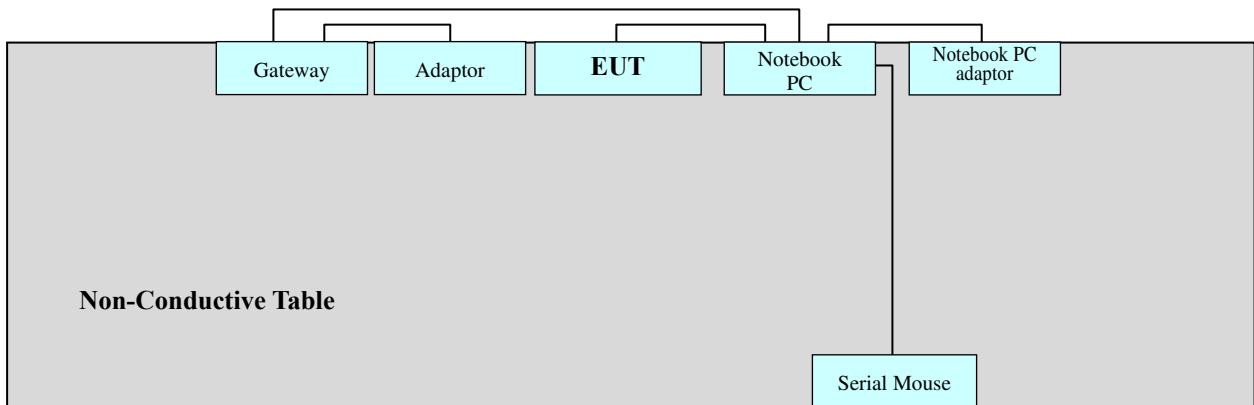 Gateway
Adaptor
EUT
Notebook
PC
Notebook PC
adaptor
Non-Conductive Table
Serial Mouse